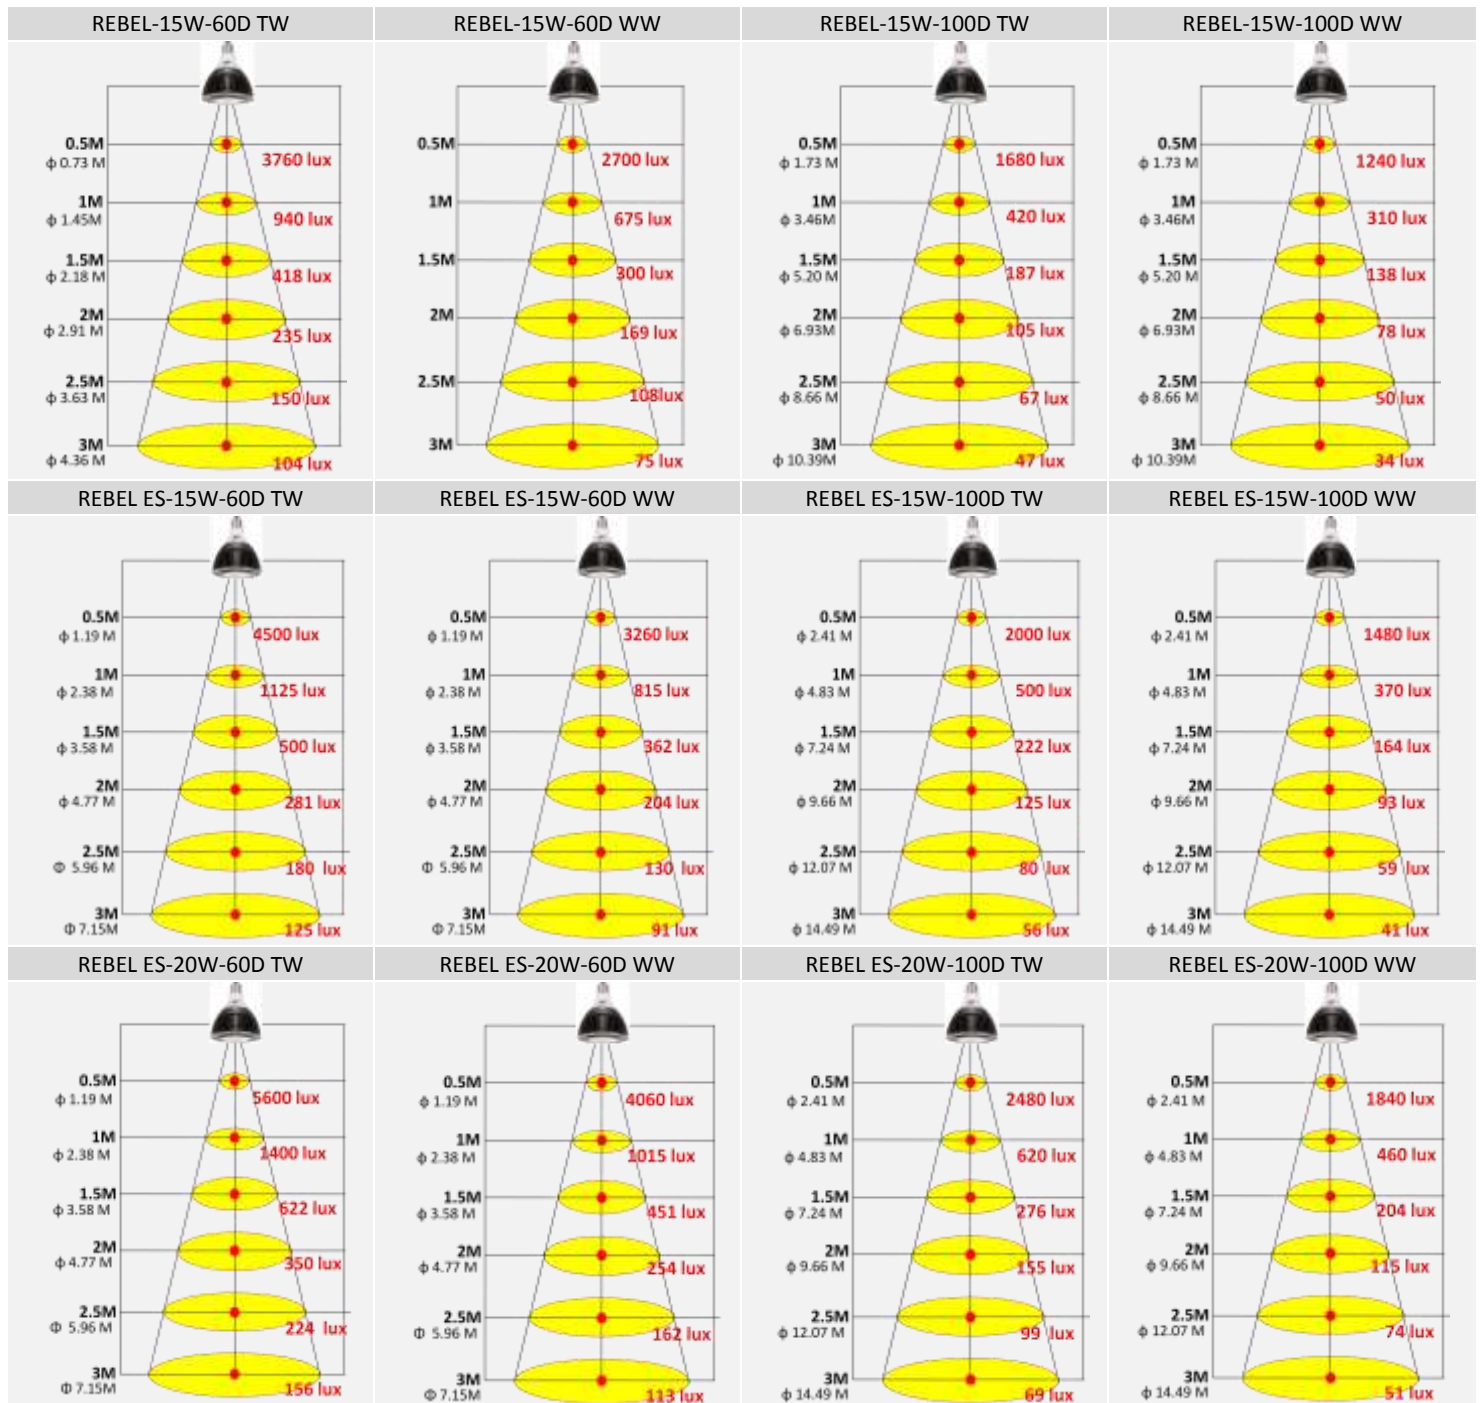 REBEL-15W-60D TW
0.5M
ϕ 0.73 M
3760 lux
1M
ϕ 1.45M
940 lux
1.5M
ϕ 2.18 M
418 lux
2M
ϕ 2.91 M
235 lux
2.5M
ϕ 3.63 M
150 lux
3M
ϕ 4.36 M
104 lux
REBEL-15W-60D WW
0.5M
2700 lux
1M
675 lux
1.5M
300 lux
2M
169 lux
2.5M
108lux
3M
75 lux
REBEL-15W-100D TW
0.5M
ϕ 1.73 M
1680 lux
1M
ϕ 3.46M
420 lux
1.5M
ϕ 5.20 M
187 lux
2M
ϕ 6.93M
105 lux
2.5M
ϕ 8.66 M
67 lux
3M
ϕ 10.39M
47 lux
REBEL-15W-100D WW
0.5M
ϕ 1.73 M
1240 lux
1M
ϕ 3.46M
310 lux
1.5M
ϕ 5.20 M
138 lux
2M
ϕ 6.93M
78 lux
2.5M
ϕ 8.66 M
50 lux
3M
ϕ 10.39M
34 lux
REBEL ES-15W-60D TW
0.5M
ϕ 1.19 M
4500 lux
1M
ϕ 2.38 M
1125 lux
1.5M
ϕ 3.58 M
500 lux
2M
ϕ 4.77 M
281 lux
2.5M
Φ 5.96 M
180 lux
3M
Φ 7.15M
125 lux
REBEL ES-15W-60D WW
0.5M
ϕ 1.19 M
3260 lux
1M
ϕ 2.38 M
815 lux
1.5M
ϕ 3.58 M
362 lux
2M
ϕ 4.77 M
204 lux
2.5M
Φ 5.96 M
130 lux
3M
Φ 7.15M
91 lux
REBEL ES-15W-100D TW
0.5M
ϕ 2.41 M
2000 lux
1M
ϕ 4.83 M
500 lux
1.5M
ϕ 7.24 M
222 lux
2M
ϕ 9.66 M
125 lux
2.5M
ϕ 12.07 M
80 lux
3M
ϕ 14.49 M
56 lux
REBEL ES-15W-100D WW
0.5M
ϕ 2.41 M
1480 lux
1M
ϕ 4.83 M
370 lux
1.5M
ϕ 7.24 M
164 lux
2M
ϕ 9.66 M
93 lux
2.5M
ϕ 12.07 M
59 lux
3M
ϕ 14.49 M
41 lux
REBEL ES-20W-60D TW
0.5M
ϕ 1.19 M
5600 lux
1M
ϕ 2.38 M
1400 lux
1.5M
ϕ 3.58 M
622 lux
2M
ϕ 4.77 M
350 lux
2.5M
Φ 5.96 M
224 lux
3M
Φ 7.15M
156 lux
REBEL ES-20W-60D WW
0.5M
ϕ 1.19 M
4060 lux
1M
ϕ 2.38 M
1015 lux
1.5M
ϕ 3.58 M
451 lux
2M
ϕ 4.77 M
254 lux
2.5M
Φ 5.96 M
162 lux
3M
Φ 7.15M
113 lux
REBEL ES-20W-100D TW
0.5M
ϕ 2.41 M
2480 lux
1M
ϕ 4.83 M
620 lux
1.5M
ϕ 7.24 M
276 lux
2M
ϕ 9.66 M
155 lux
2.5M
ϕ 12.07 M
99 lux
3M
ϕ 14.49 M
69 lux
REBEL ES-20W-100D WW
0.5M
ϕ 2.41 M
1840 lux
1M
ϕ 4.83 M
460 lux
1.5M
ϕ 7.24 M
204 lux
2M
ϕ 9.66 M
115 lux
2.5M
ϕ 12.07 M
74 lux
3M
ϕ 14.49 M
51 lux